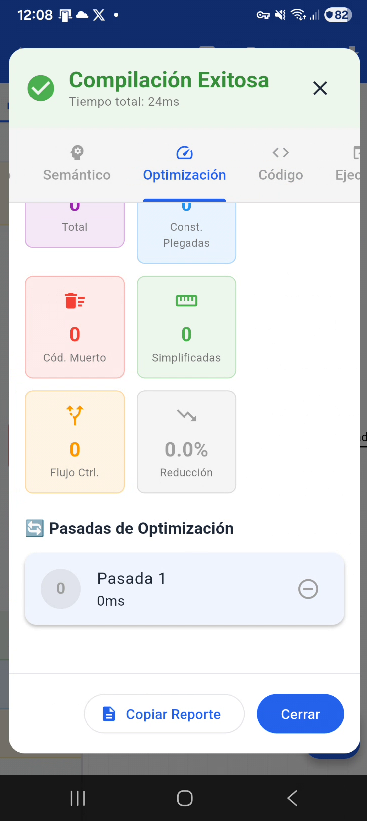 12:08
82
Compilación Exitosa
Tiempo total: 24ms
Semántico
Optimización
Código
Ejec
0
Total
0
Const.
Plegadas
0
Cód. Muerto
0
Simplificadas
0
Flujo Ctrl.
0.0%
Reducción
Pasadas de Optimización
0
Pasada 1
0ms
Copiar Reporte
Cerrar